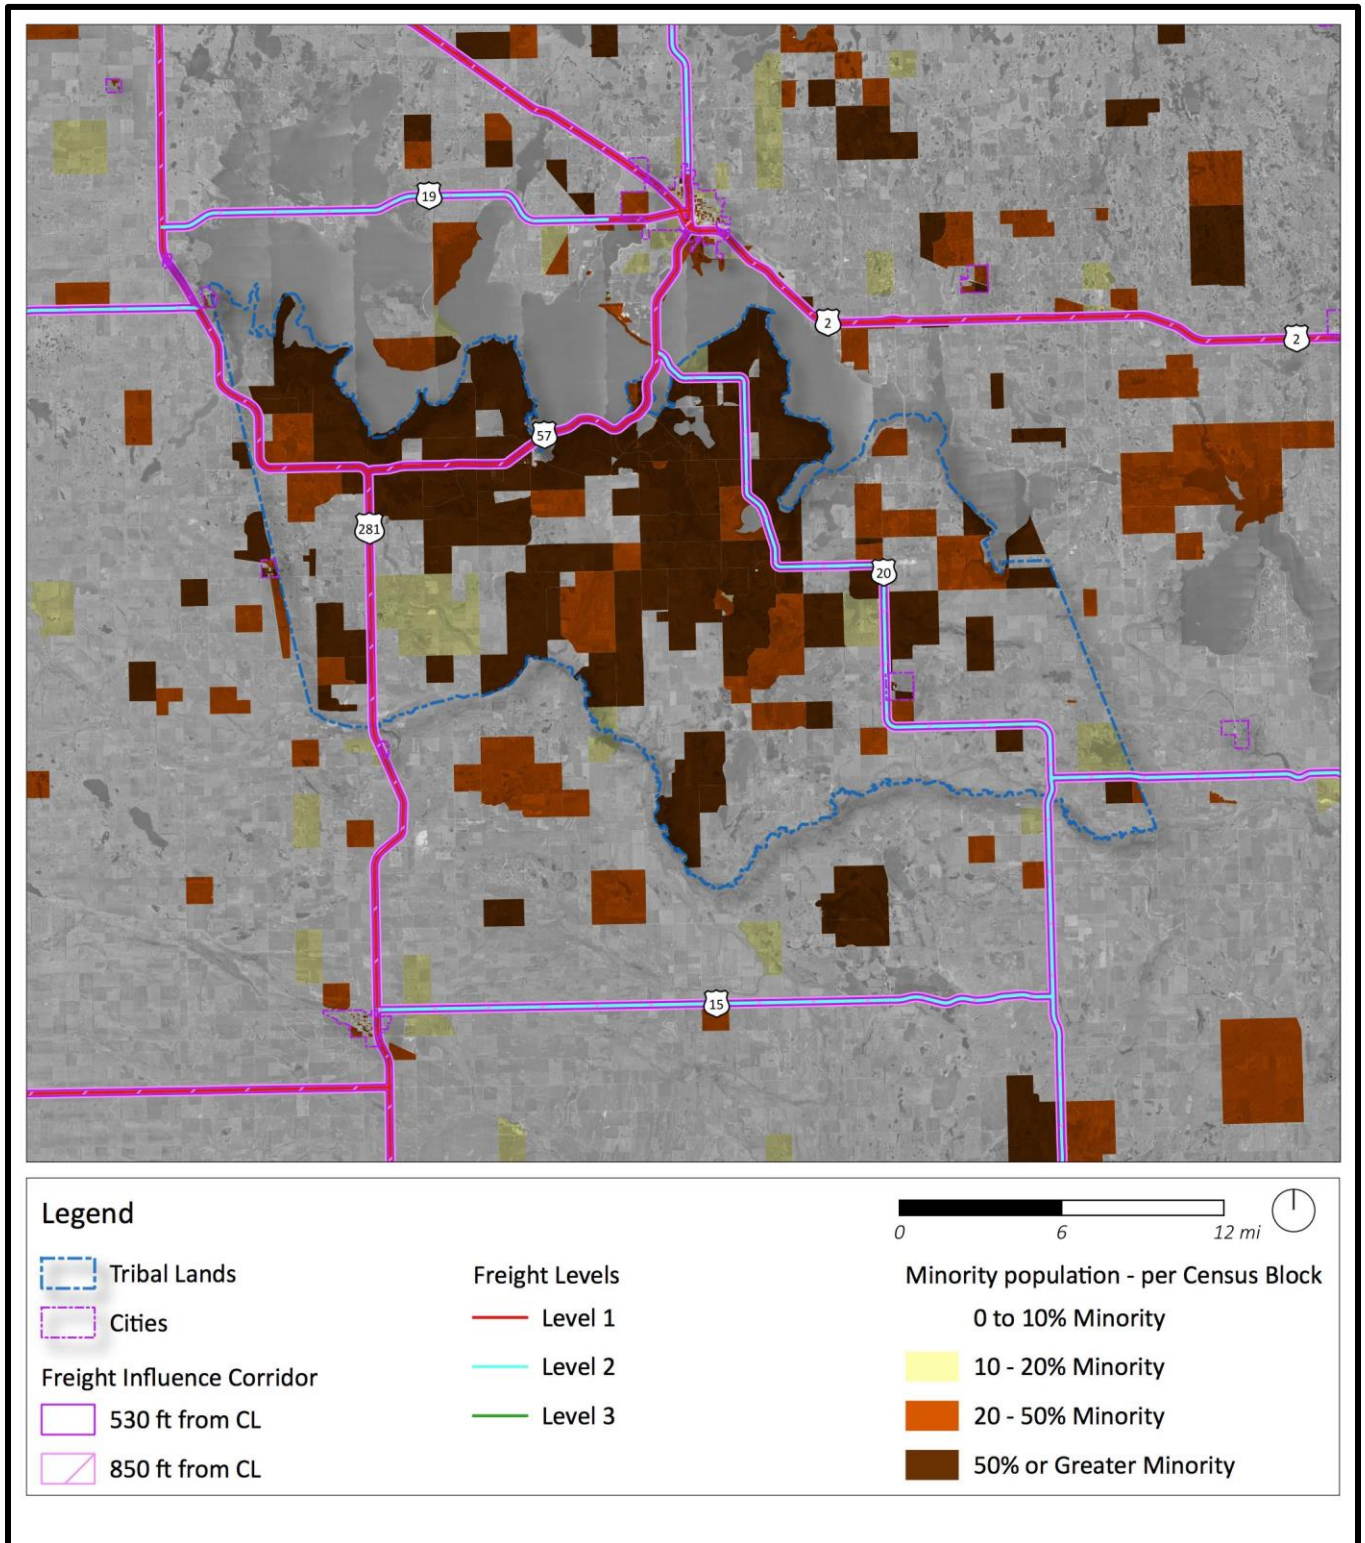 19
2
2
57
281
20
15
Legend
Tribal Lands
Cities
Freight Influence Corridor
530 ft from CL
850 ft from CL
Freight Levels
Level 1
Level 2
Level 3
0 6 12 mi
Minority population - per Census Block
0 to 10% Minority
10 - 20% Minority
20 - 50% Minority
50% or Greater Minority